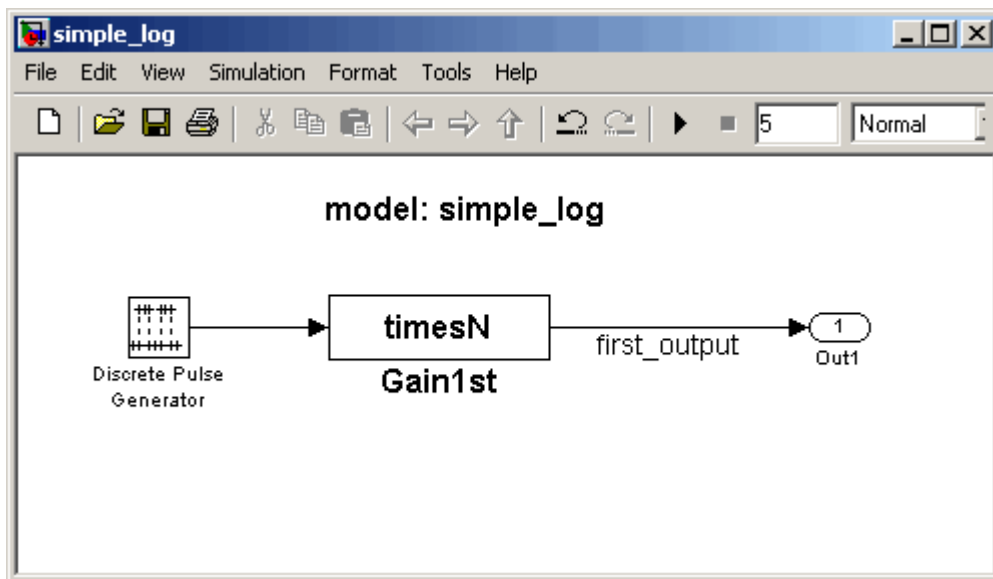 simple_log
File Edit View Simulation Format Tools Help
5 Normal
model: simple_log
timesN
Gain1st
first_output
1
Out1
Discrete Pulse
Generator